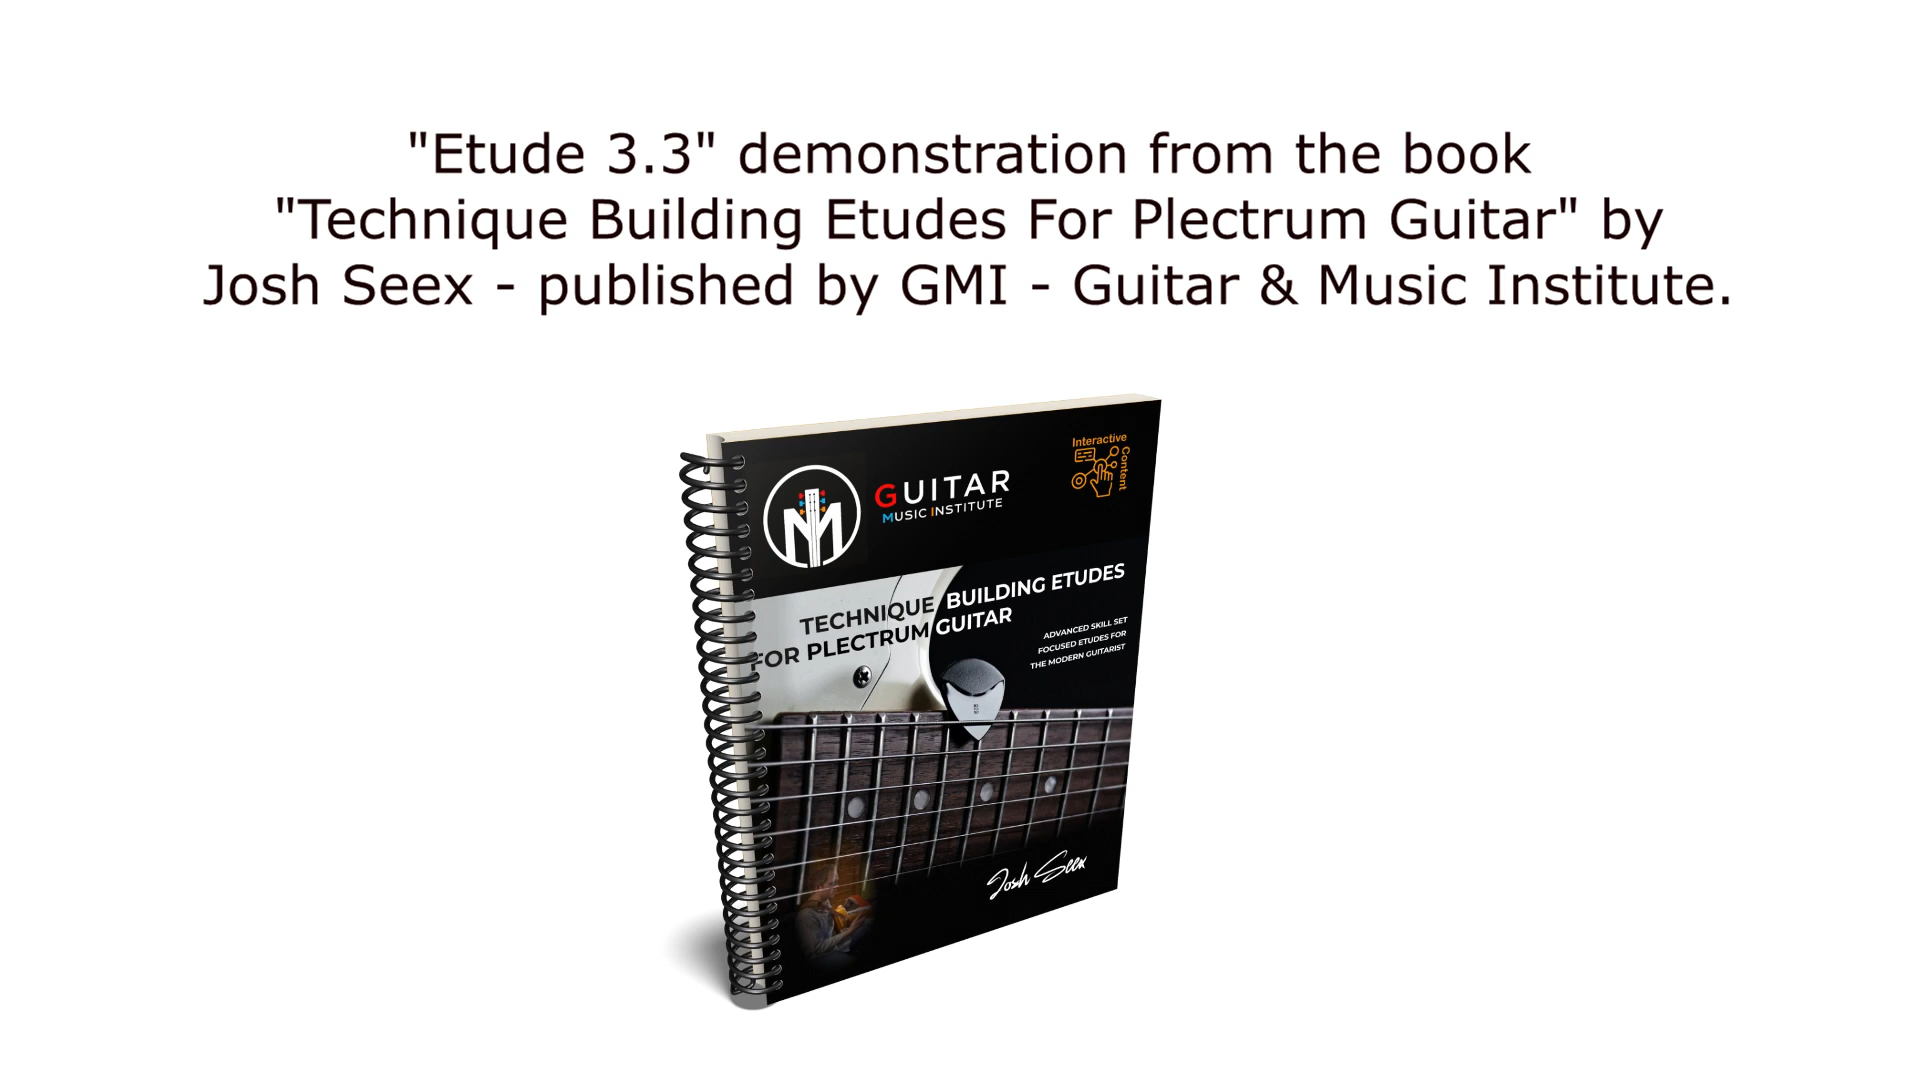 "Etude 3.3" demonstration from the book
"Technique Building Etudes For Plectrum Guitar" by
Josh Seex - published by GMI - Guitar & Music Institute.
Interactive
Content
GUITAR
MUSIC INSTITUTE
TECHNIQUE BUILDING ETUDES
FOR PLECTRUM GUITAR
ADVANCED SKILL SET
FOCUSED ETUDES FOR
THE MODERN GUITARIST
Josh Seex